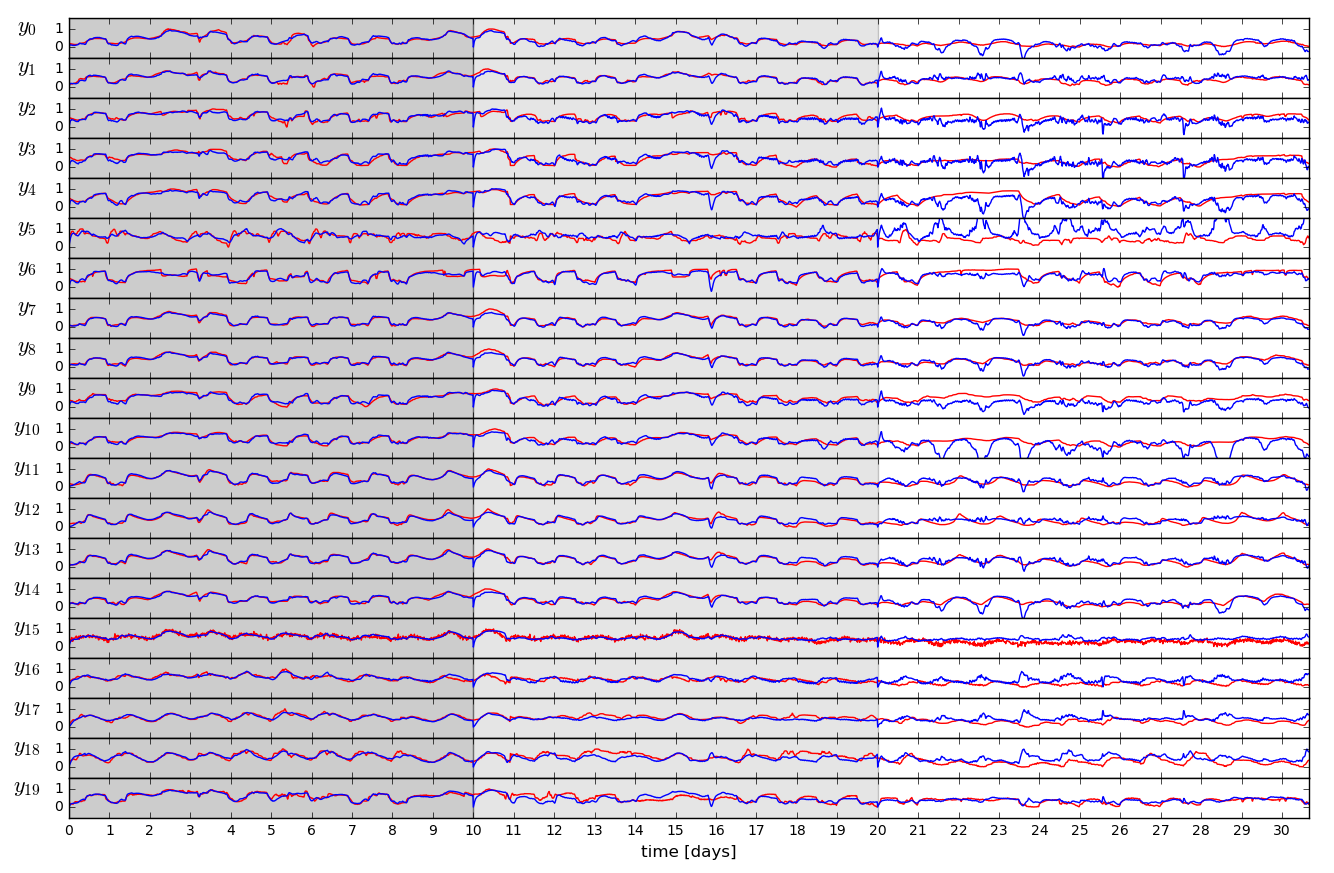 y0 1 0
y1 1 0
y2 1 0
y3 1 0
y4 1 0
y5 1 0
y6 1 0
y7 1 0
y8 1 0
y9 1 0
y10 1 0
y11 1 0
y12 1 0
y13 1 0
y14 1 0
y15 1 0
y16 1 0
y17 1 0
y18 1 0
y19 1 0
0 1 2 3 4 5 6 7 8 9 10 11 12 13 14 15 16 17 18 19 20 21 22 23 24 25 26 27 28 29 30
time [days]